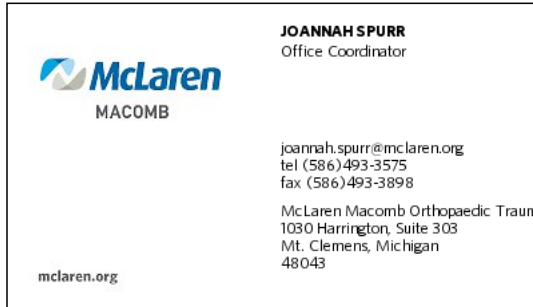 JOANNAH SPURR
Office Coordinator
McLaren
MACOMB
joannah.spurr@mclaren.org
tel (586)493-3575
fax (586)493-3898
McLaren Macomb Orthopaedic
1030 Harrington, Suite 303
Mt. Clemens, Michigan
48043
mclaren.org